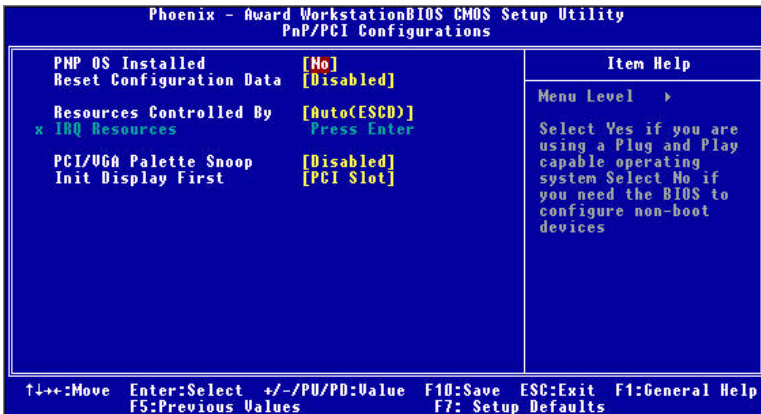 Phoenix - Award WorkstationBIOS CMOS Setup Utility
PnP/PCI Configurations
PNP OS Installed [No]
Reset Configuration Data [Disabled]
Resources Controlled By [Auto(ESCD)]
x IRQ Resources Press Enter
PCI/VGA Palette Snoop [Disabled]
Init Display First [PCI Slot]
Item Help
Menu Level ▸
Select Yes if you are
using a Plug and Play
capable operating
system Select No if
you need the BIOS to
configure non-boot
devices
↑↓→←:Move Enter:Select +/-/PU/PD:Value F10:Save ESC:Exit F1:General Help
F5:Previous Values F7: Setup Defaults